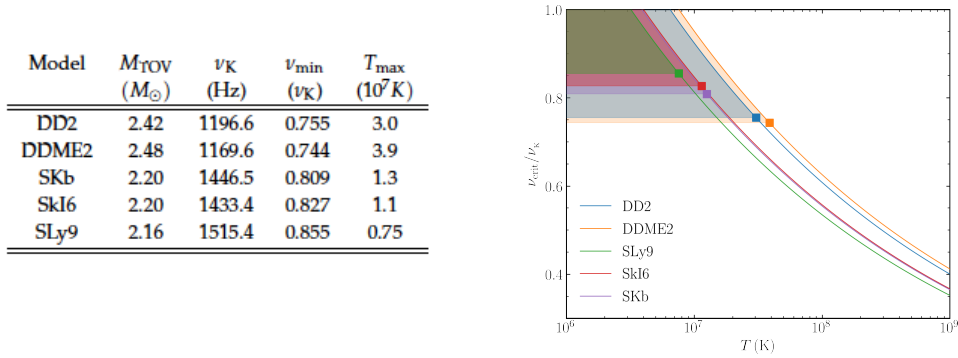 Model M_TOV ν_K ν_min T_max
(M_⊙) (Hz) (ν_K) (10^7K)
DD2 2.42 1196.6 0.755 3.0
DDME2 2.48 1169.6 0.744 3.9
SKb 2.20 1446.5 0.809 1.3
SkI6 2.20 1433.4 0.827 1.1
SLy9 2.16 1515.4 0.855 0.75
1.0
0.8
0.6
0.4
ν_crit/ν_K
DD2
DDME2
SLy9
SkI6
SKb
10^6 10^7 10^8 10^9
T (K)